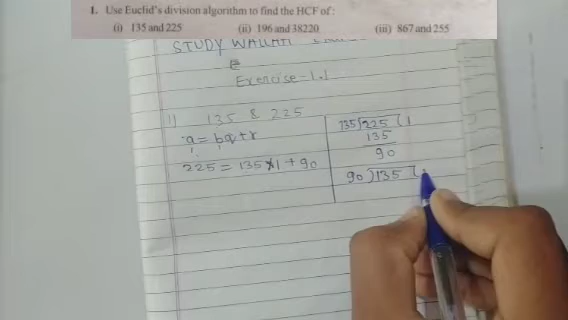 1. Use Euclid's division algorithm to find the HCF of :
(i) 135 and 225 (ii) 196 and 38220 (iii) 867 and 255
STUDY WALLAH
Exercise - 1.1
1) 135 & 225
a = bq + r
225 = 135 × 1 + 90
135)225(1
135
90
90)135(